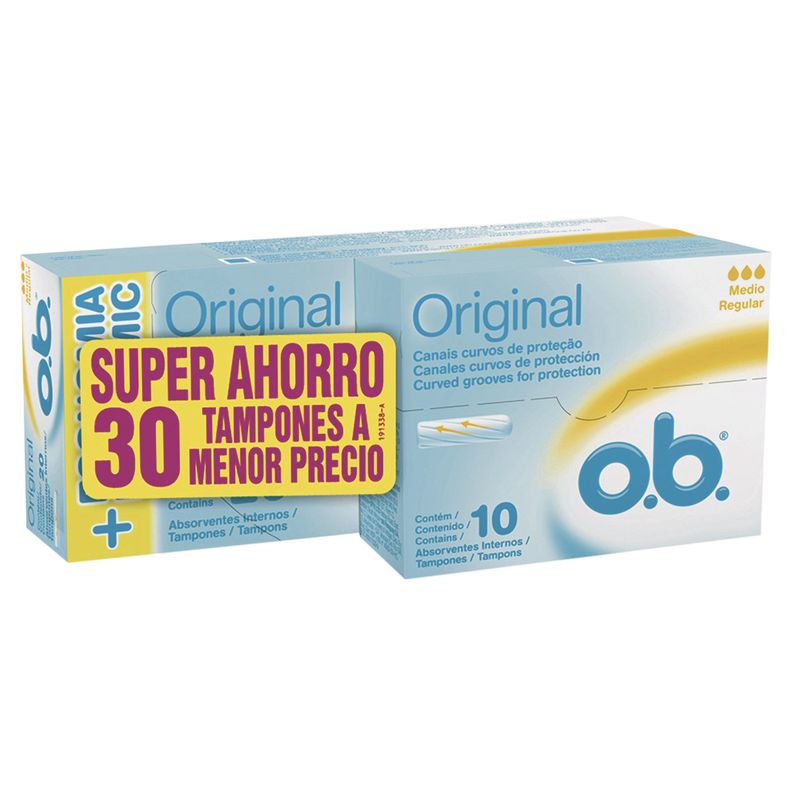 o.b.
Original
20
Original
SUPER AHORRO
30 TAMPONES A
MENOR PRECIO
191338-A
Contains
Absorventes Internos /
Tampones / Tampons
Original
Canais curvos de proteção
Canales curvos de protección
Curved grooves for protection
Medio
Regular
o.b.®
Contém /
Contenido /
Contains /
10
Absorventes Internos /
Tampones / Tampons